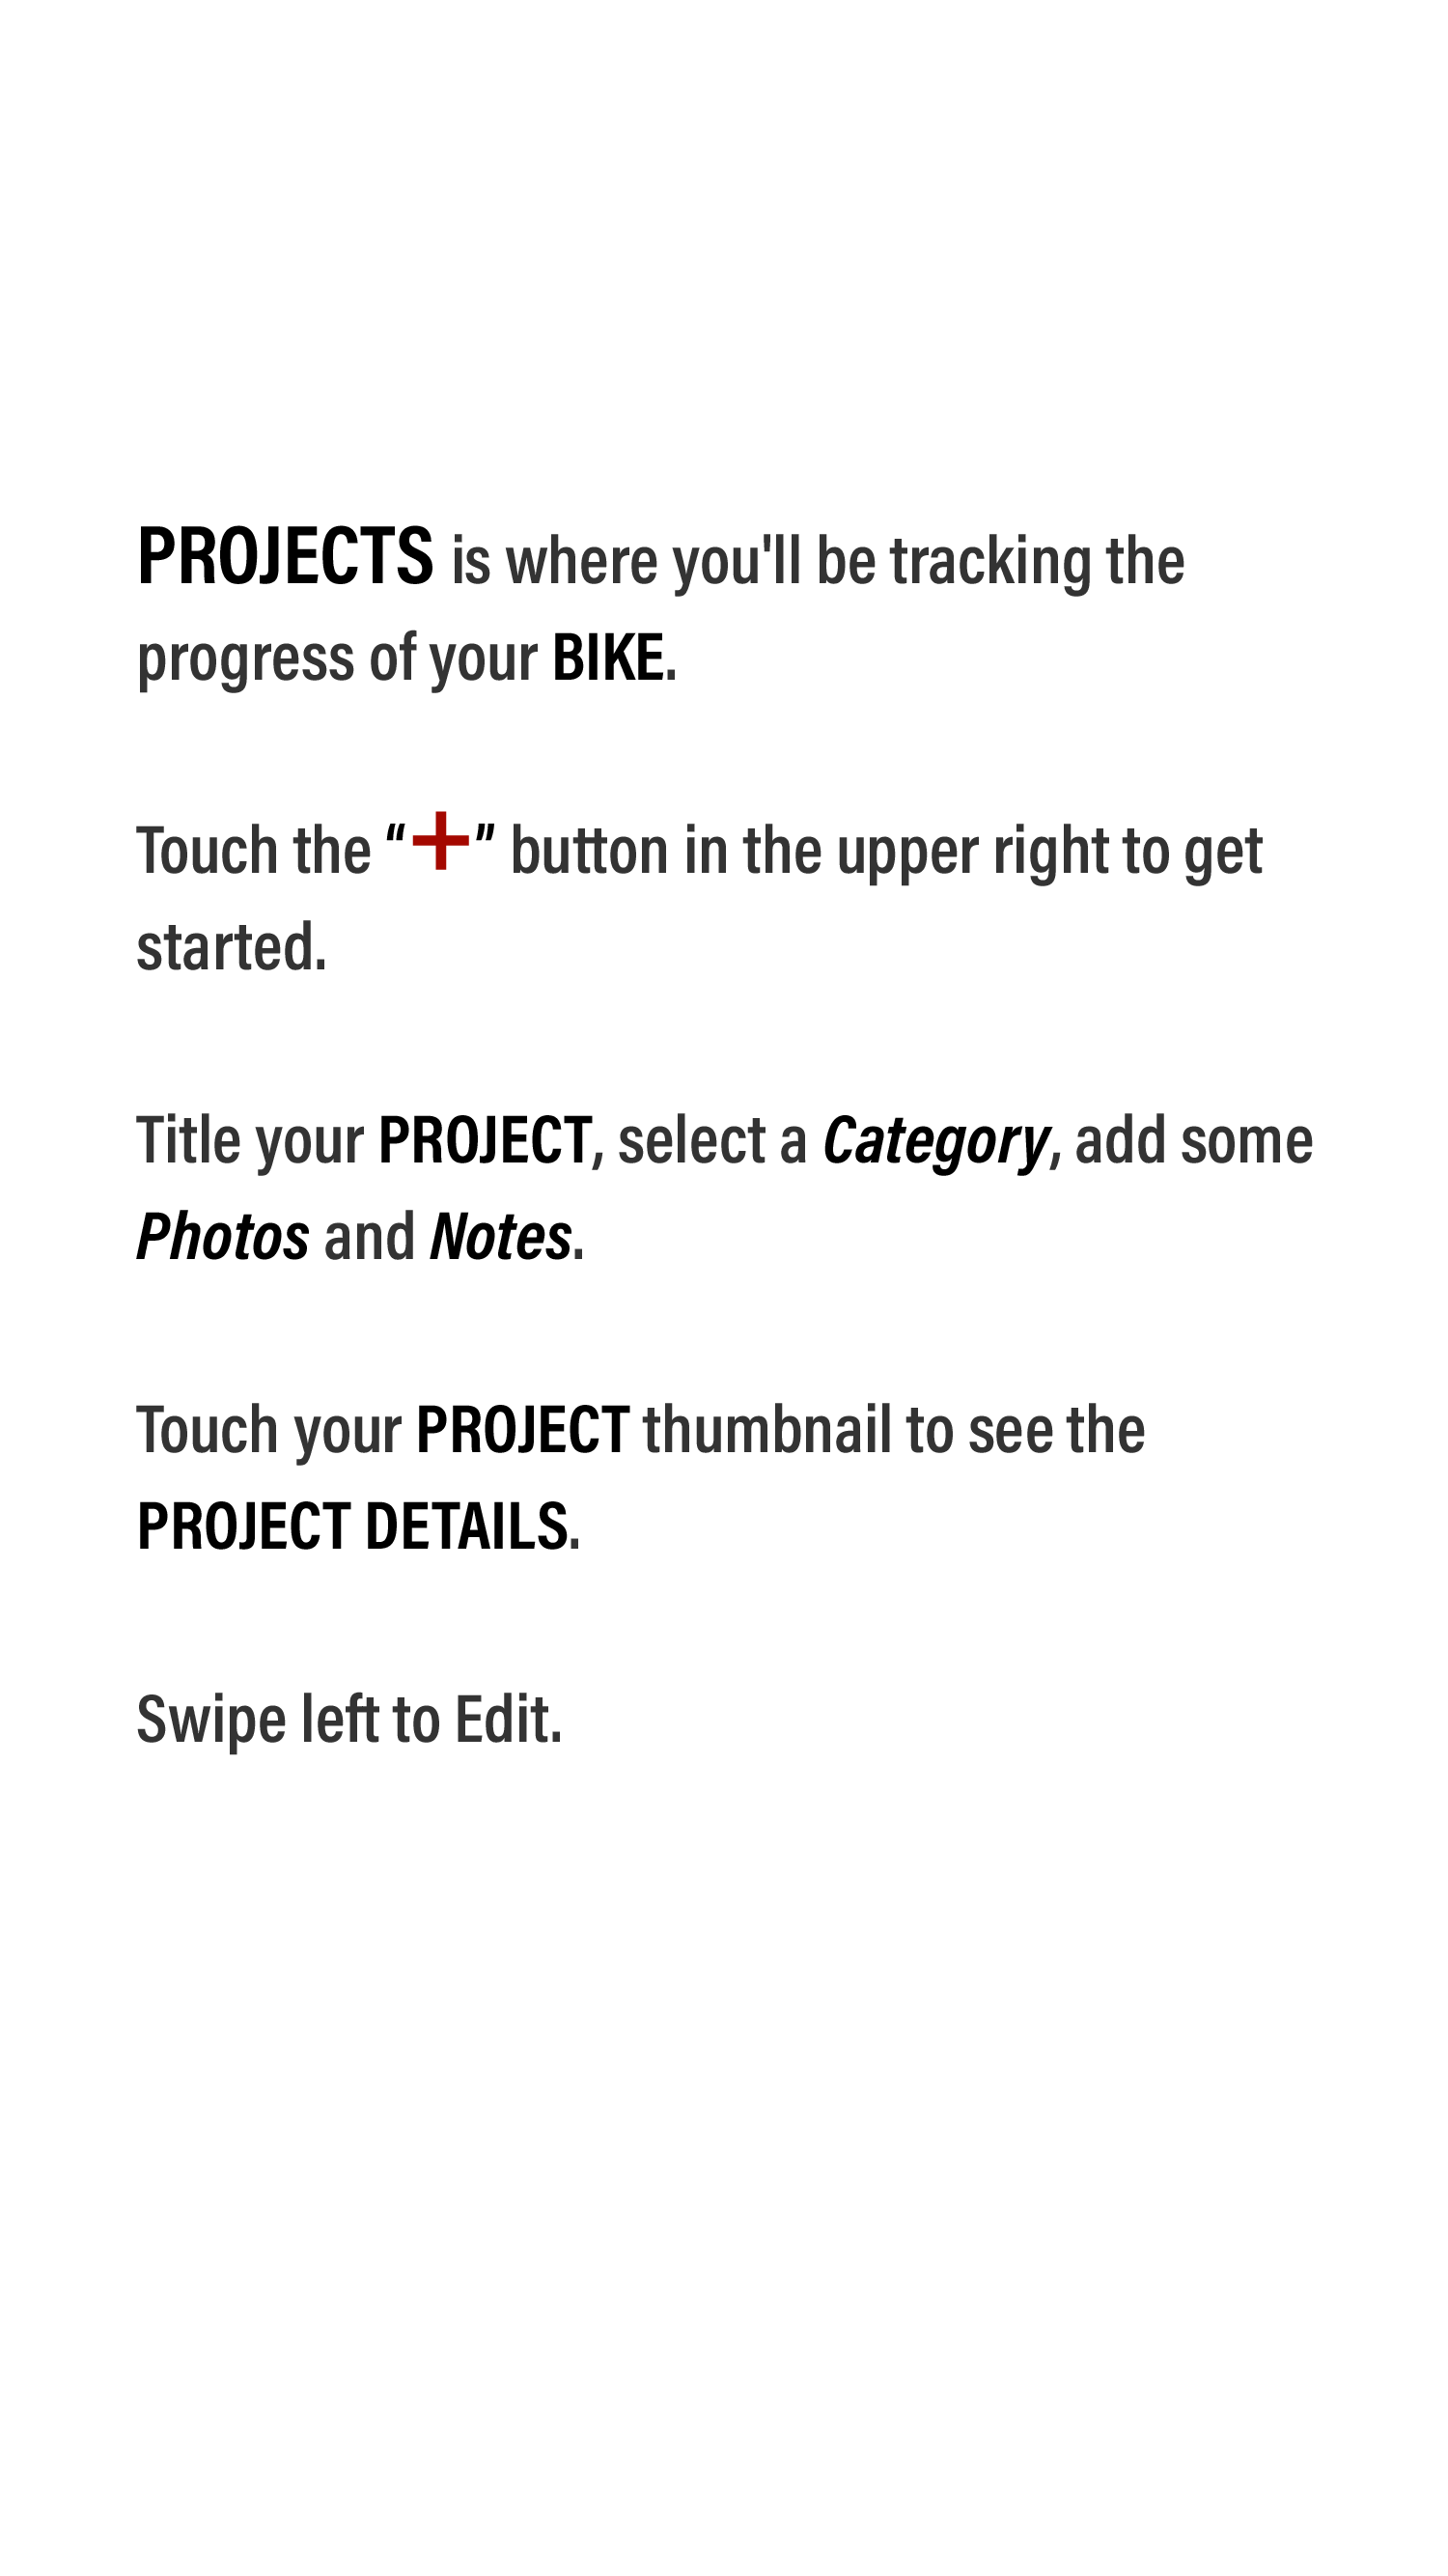 PROJECTS is where you'll be tracking the
progress of your BIKE.
Touch the “+” button in the upper right to get
started.
Title your PROJECT, select a Category, add some
Photos and Notes.
Touch your PROJECT thumbnail to see the
PROJECT DETAILS.
Swipe left to Edit.